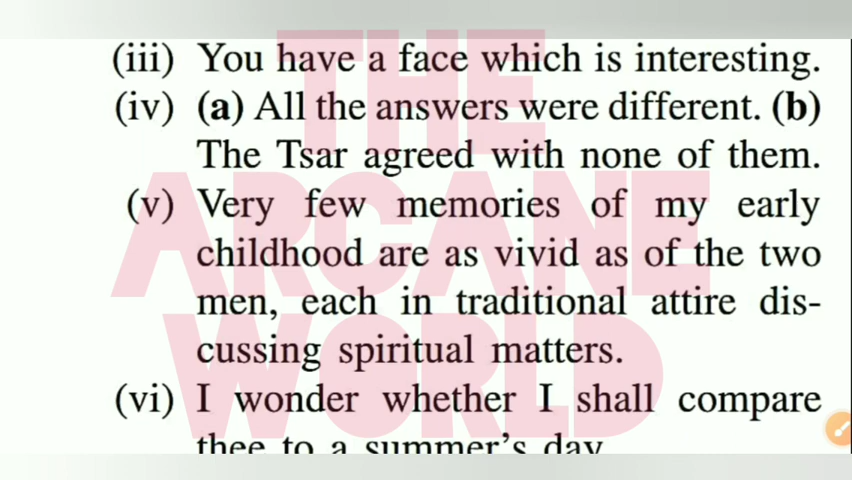 (iii) You have a face which is interesting.
(iv) (a) All the answers were different. (b)
The Tsar agreed with none of them.
(v) Very few memories of my early
childhood are as vivid as of the two
men, each in traditional attire dis-
cussing spiritual matters.
(vi) I wonder whether I shall compare
thee to a summer's day
THE
ARCANE
WORLD